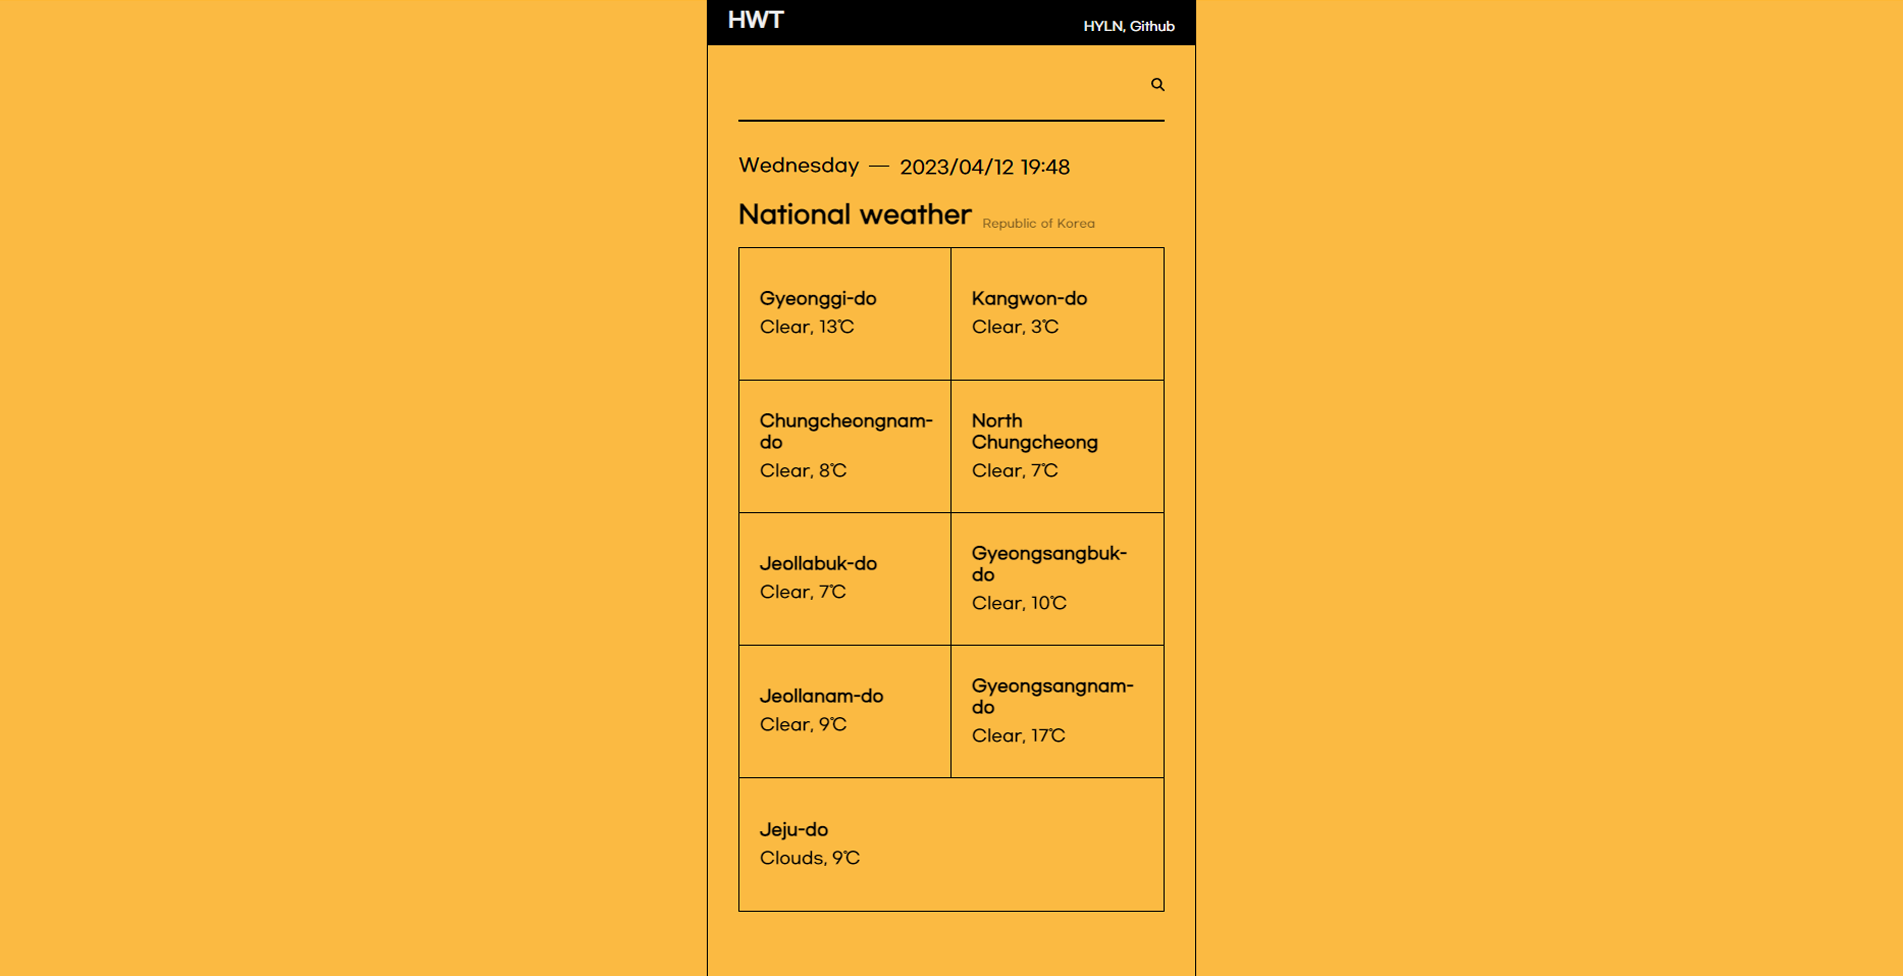 HWT
HYLN, Github
Wednesday — 2023/04/12 19:48
National weather Republic of Korea
Gyeonggi-do
Clear, 13℃
Kangwon-do
Clear, 3℃
Chungcheongnam-
do
Clear, 8℃
North
Chungcheong
Clear, 7℃
Jeollabuk-do
Clear, 7℃
Gyeongsangbuk-
do
Clear, 10℃
Jeollanam-do
Clear, 9℃
Gyeongsangnam-
do
Clear, 17℃
Jeju-do
Clouds, 9℃